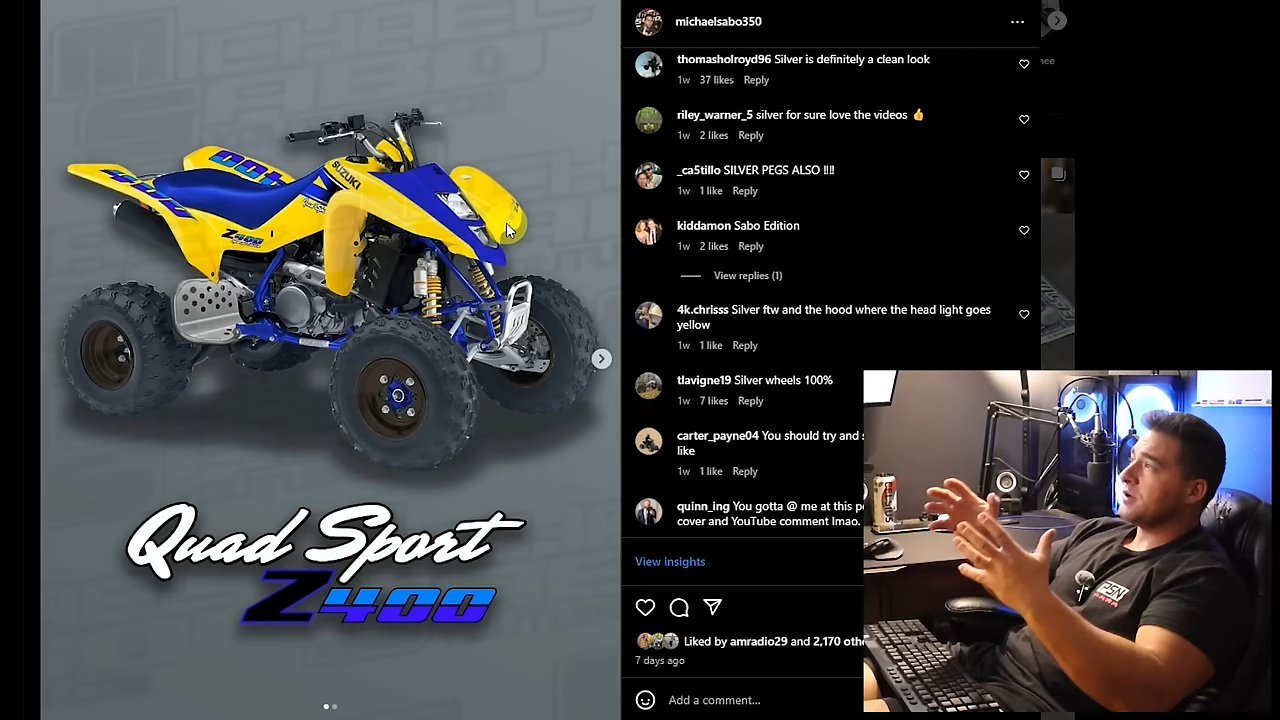 MICHAEL
SABO
400
SUZUKI
Z400
Quad Sport
Z400
michaelsabo350
thomasholroyd96 Silver is definitely a clean look
1w 37 likes Reply
riley_warner_5 silver for sure love the videos 👍
1w 2 likes Reply
_ca5tillo SILVER PEGS ALSO !!!!
1w 1 like Reply
kiddamon Sabo Edition
1w 2 likes Reply
View replies (1)
4k.chrisss Silver ftw and the hood where the head light goes
yellow
1w 1 like Reply
tlavigne19 Silver wheels 100%
1w 7 likes Reply
carter_payne04 You should try and s
like
1w 1 like Reply
quinn_ing You gotta @ me at this po
cover and YouTube comment lmao.
View insights
Liked by amradio29 and 2,170 othe
7 days ago
Add a comment...